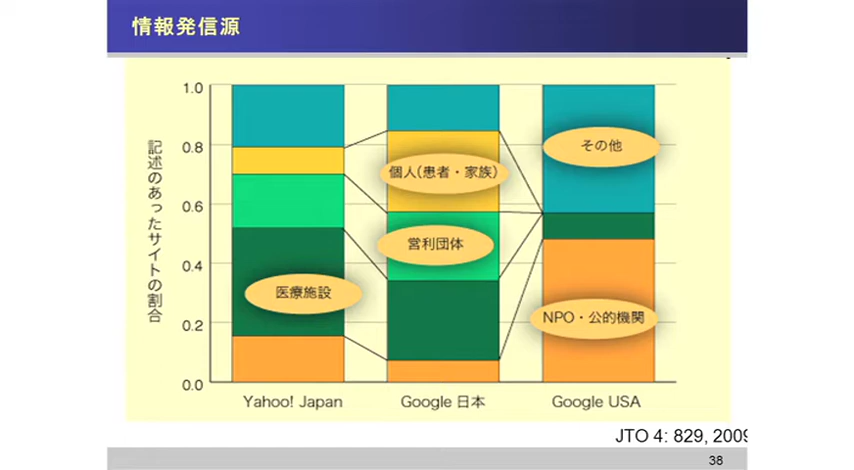 情報発信源
記述のあったサイトの割合
1.0
0.8
0.6
0.4
0.2
0.0
その他
個人(患者・家族)
営利団体
医療施設
NPO・公的機関
Yahoo! Japan
Google 日本
Google USA
JTO 4: 829, 2009
38